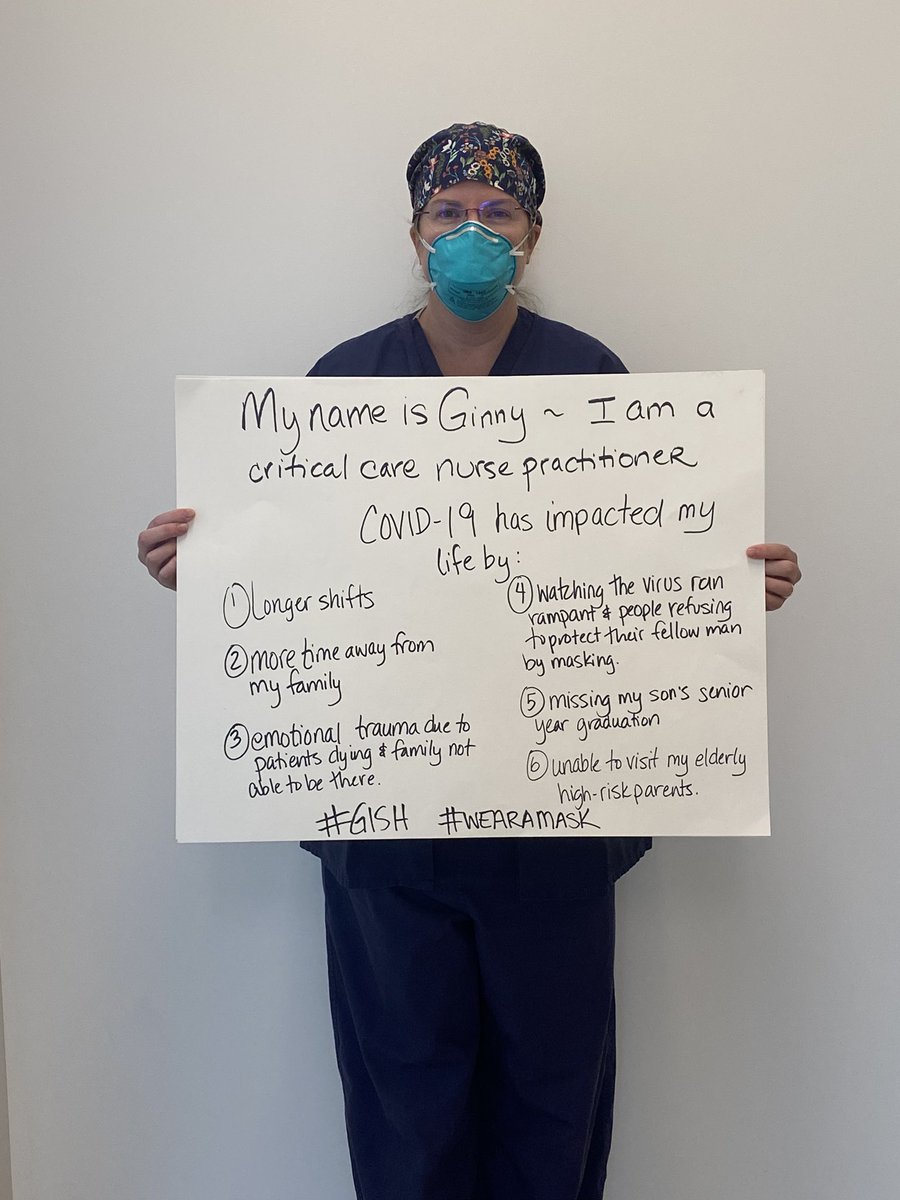 My name is Ginny ~ I am a
critical care nurse practitioner
COVID-19 has impacted my
life by:
① Longer shifts
② more time away from
my family
③ emotional trauma due to
patients dying & family not
able to be there.
④ Watching the virus run
rampant & people refusing
to protect their fellow man
by masking.
⑤ missing my son's senior
year graduation
⑥ unable to visit my elderly
high-risk parents.
#GISH #WEARAMASK